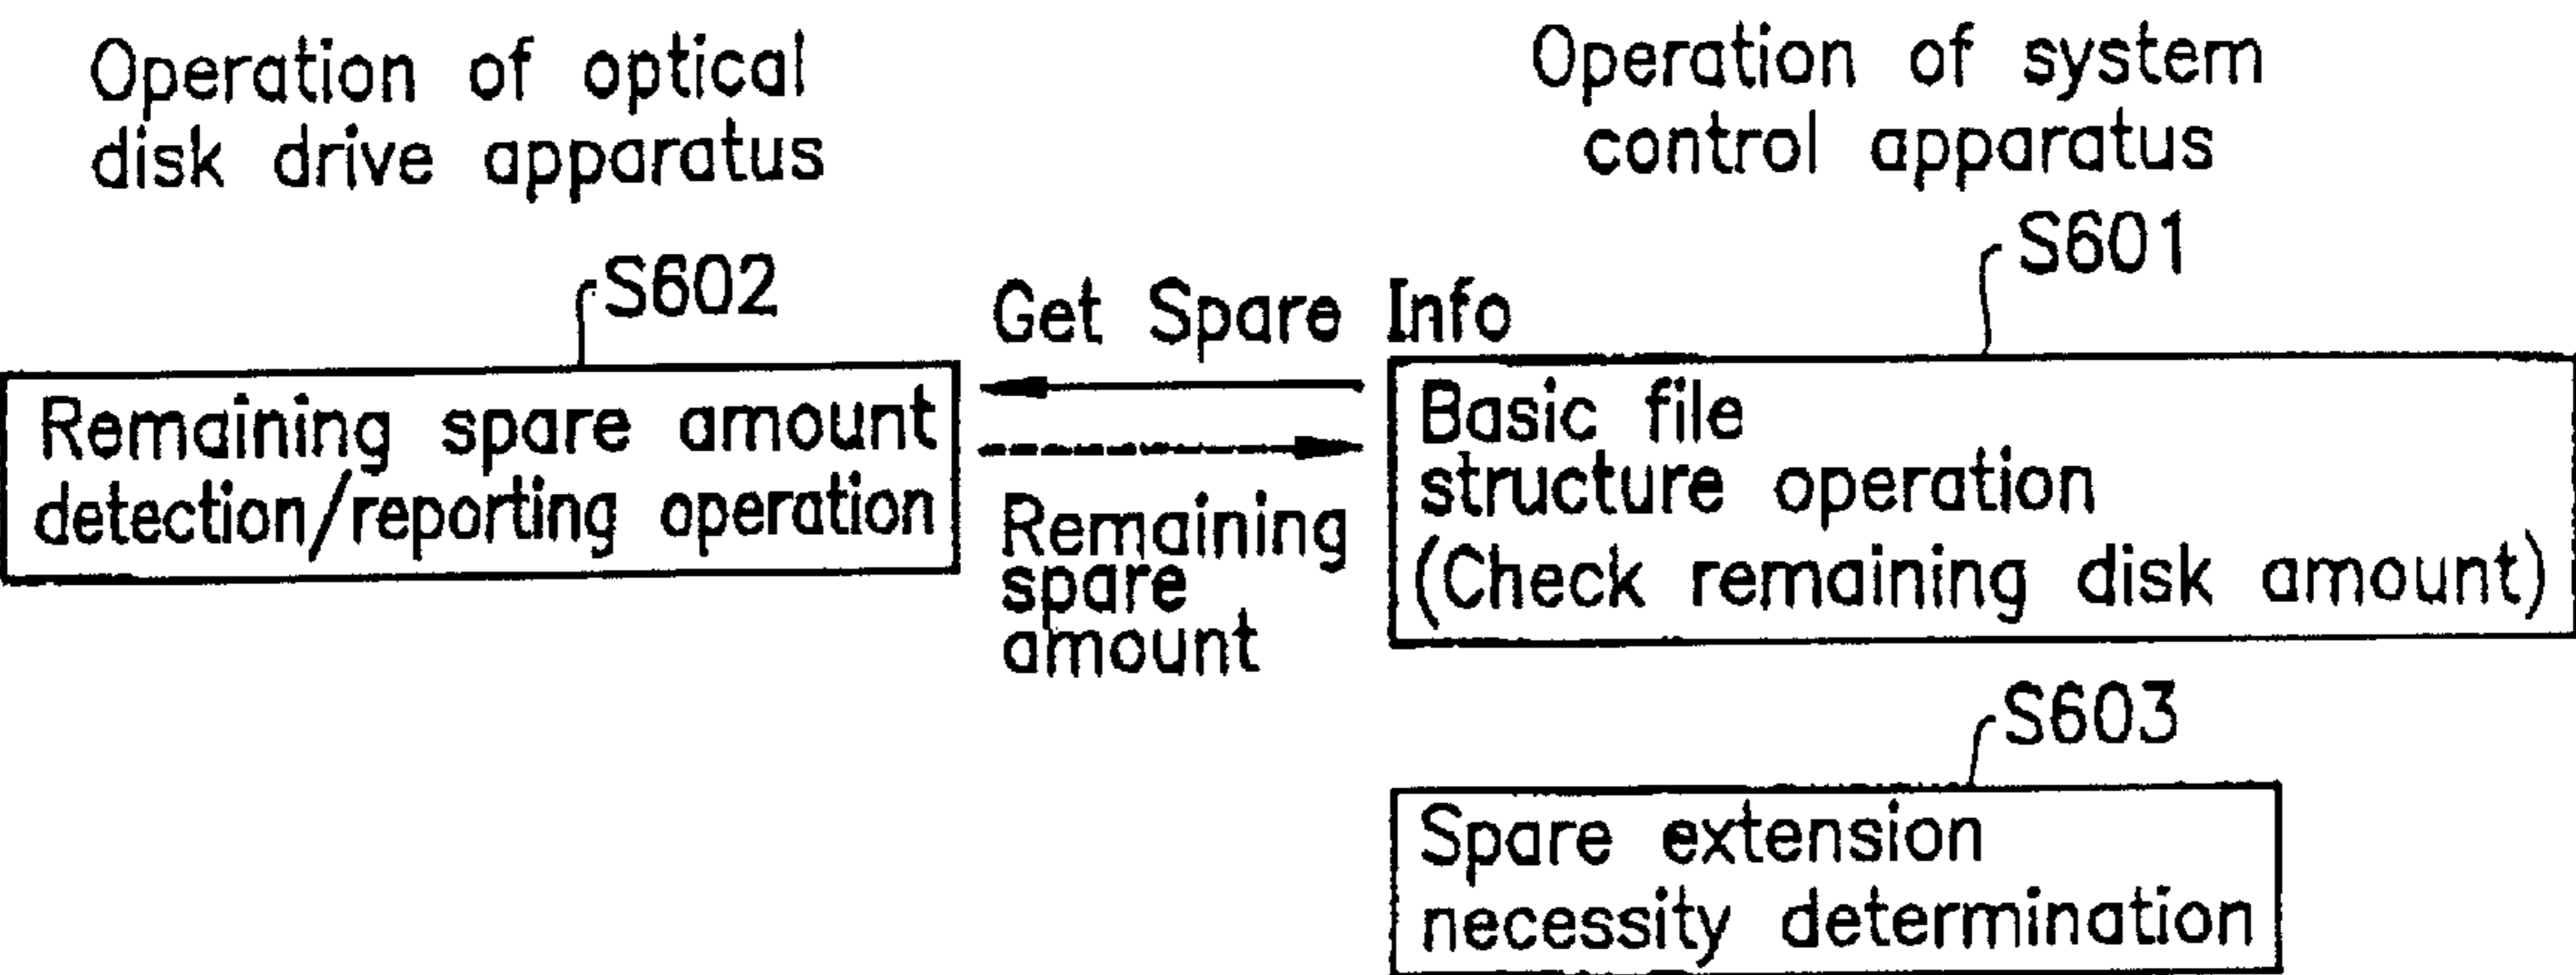 Operation of optical
disk drive apparatus
Operation of system
control apparatus
S602
S601
Get Spare Info
Remaining spare amount
detection/reporting operation
Remaining
spare
amount
Basic file
structure operation
(Check remaining disk amount)
S603
Spare extension
necessity determination